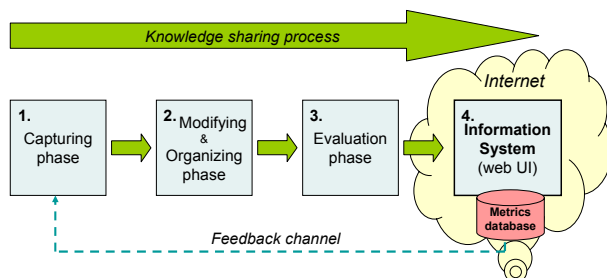 Knowledge sharing process
Internet
1.
Capturing
phase
2. Modifying
&
Organizing
phase
3.
Evaluation
phase
4.
Information
System
(web UI)
Metrics
database
Feedback channel